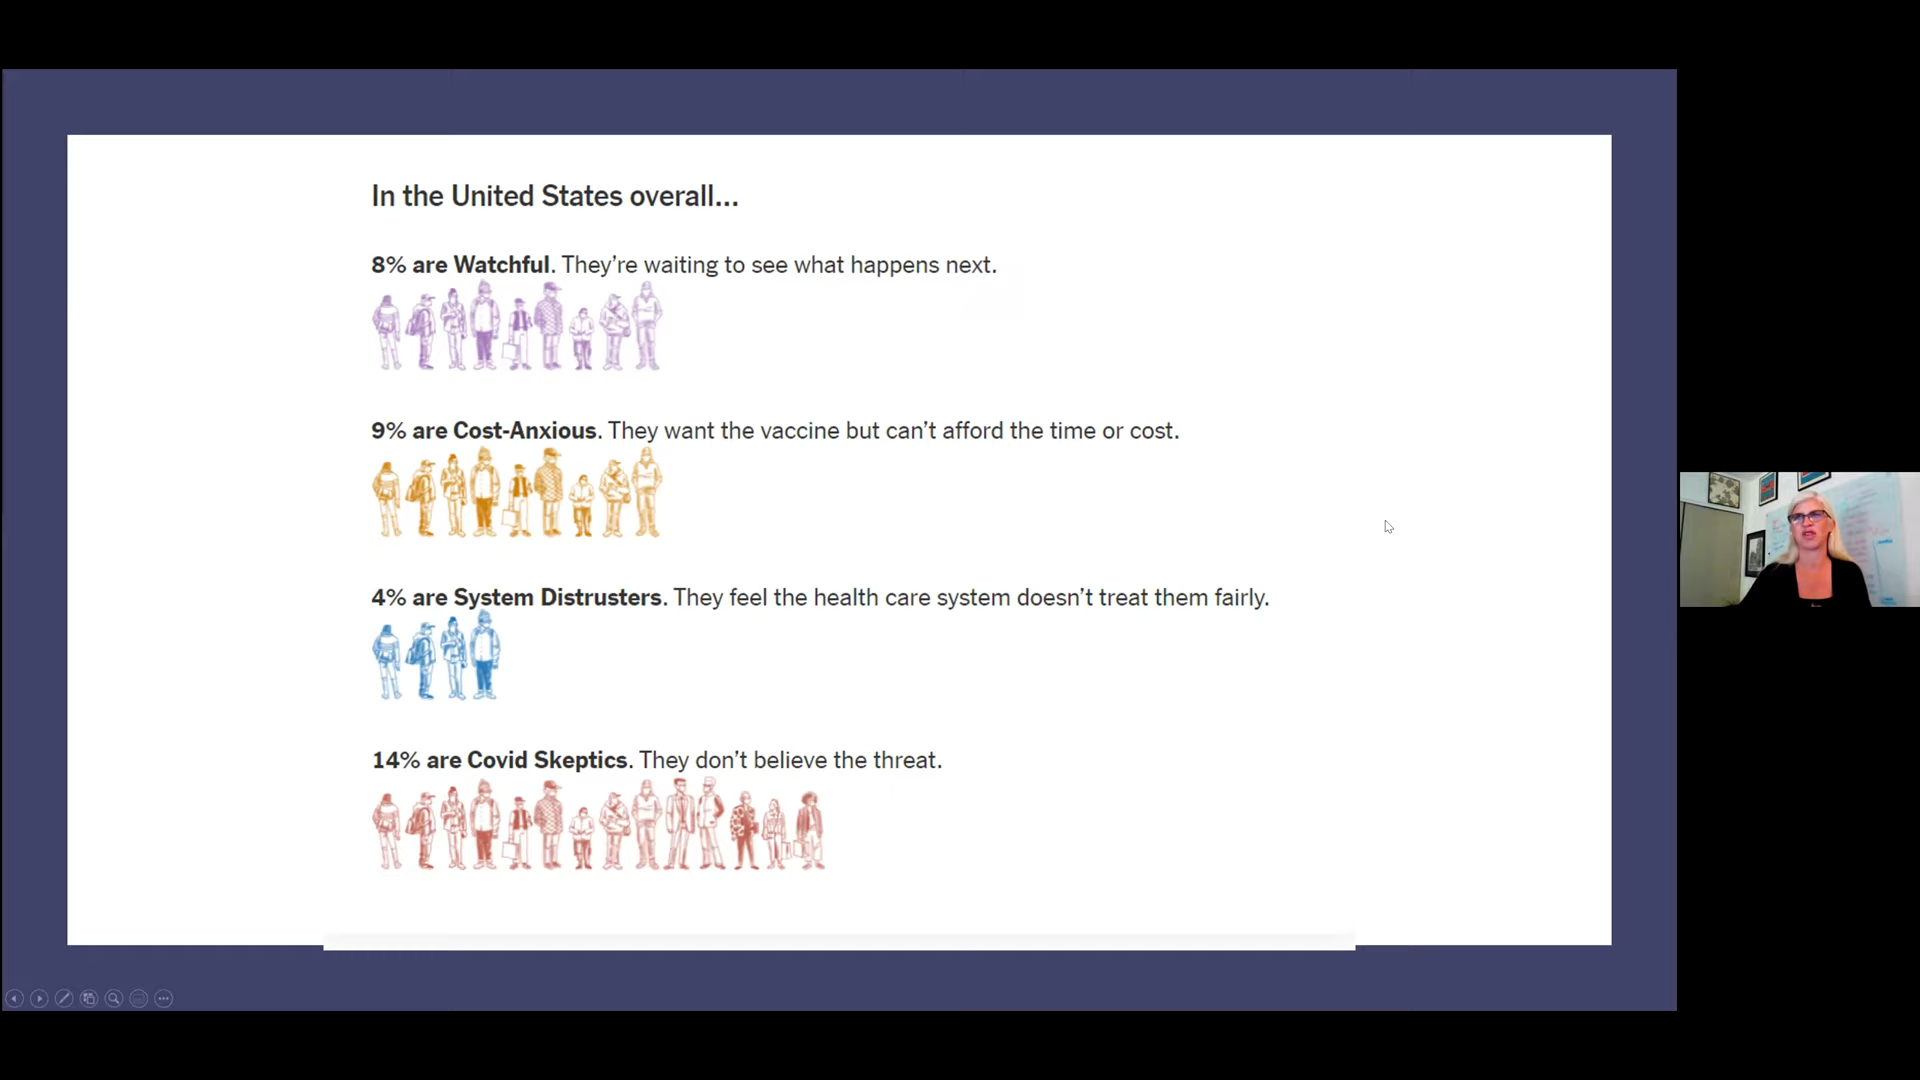 In the United States overall...
8% are Watchful. They’re waiting to see what happens next.
9% are Cost-Anxious. They want the vaccine but can’t afford the time or cost.
4% are System Distrusters. They feel the health care system doesn’t treat them fairly.
14% are Covid Skeptics. They don’t believe the threat.